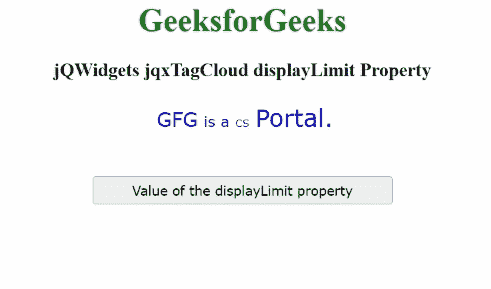 GeeksforGeeks
jQWidgets jqxTagCloud displayLimit Property
GFG is a cs Portal.
Value of the displayLimit property